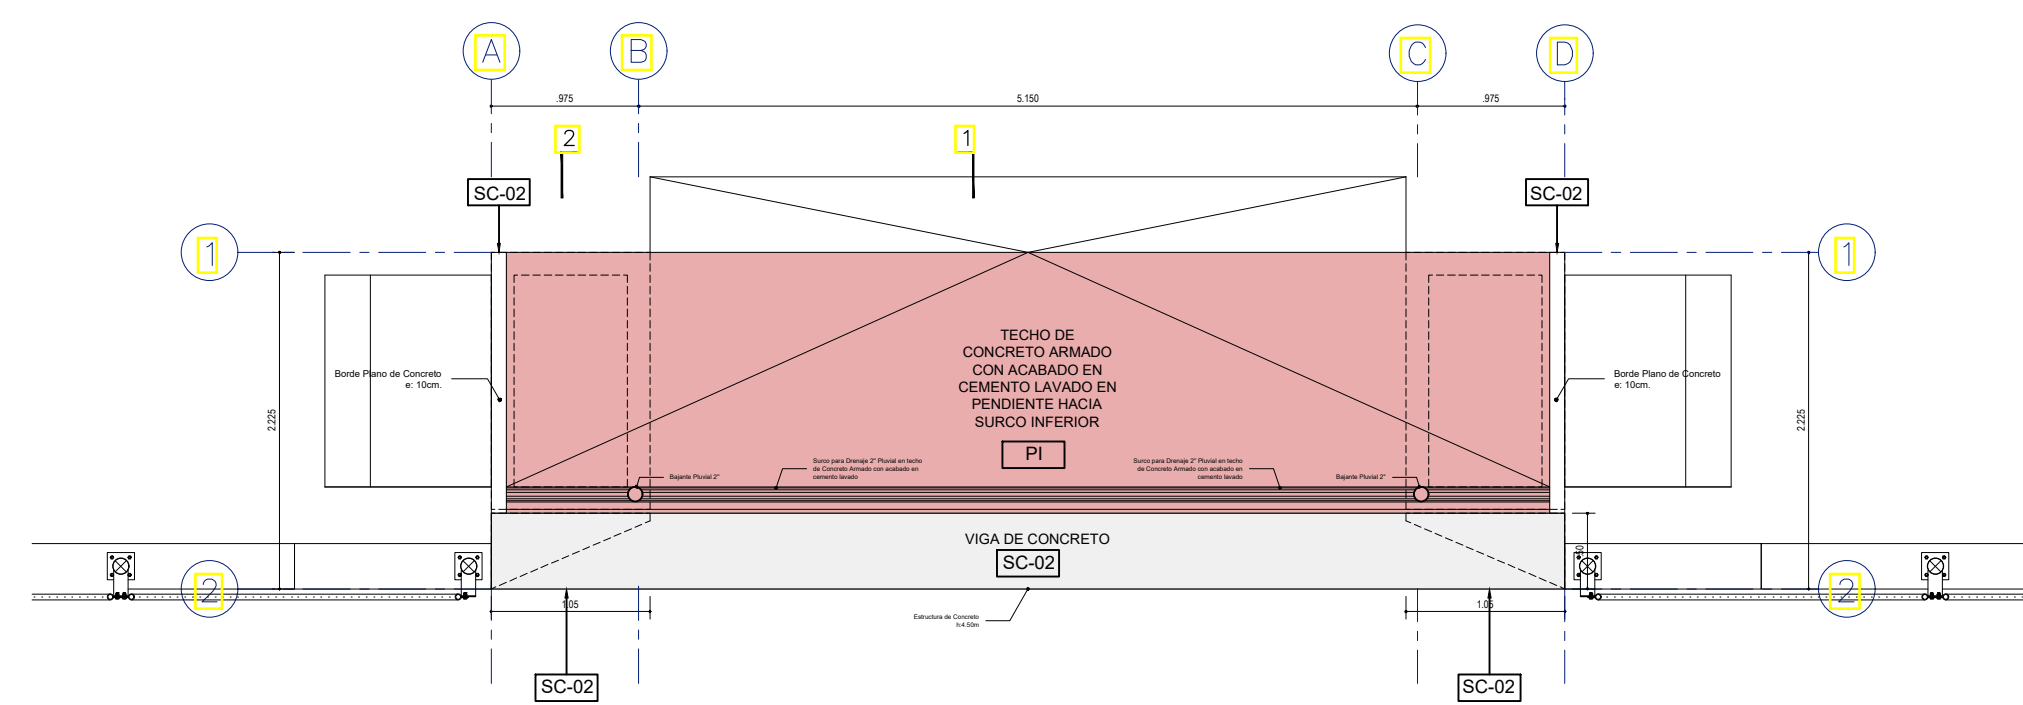 A
B
C
D
.975
5.150
.975
2
1
SC-02
SC-02
1
1
TECHO DE
CONCRETO ARMADO
CON ACABADO EN
CEMENTO LAVADO EN
PENDIENTE HACIA
SURCO INFERIOR
PI
Borde Plano de Concreto
e: 10cm.
Borde Plano de Concreto
e: 10cm.
2.225
2.225
Surco para Drenaje 2" Pluvial en techo
de Concreto Armado con acabado en
cemento lavado
Surco para Drenaje 2" Pluvial en techo
de Concreto Armado con acabado en
cemento lavado
Bajante Pluvial 2"
Bajante Pluvial 2"
VIGA DE CONCRETO
SC-02
.50
2
2
1.05
1.05
Estructura de Concreto
h:4.50m
SC-02
SC-02